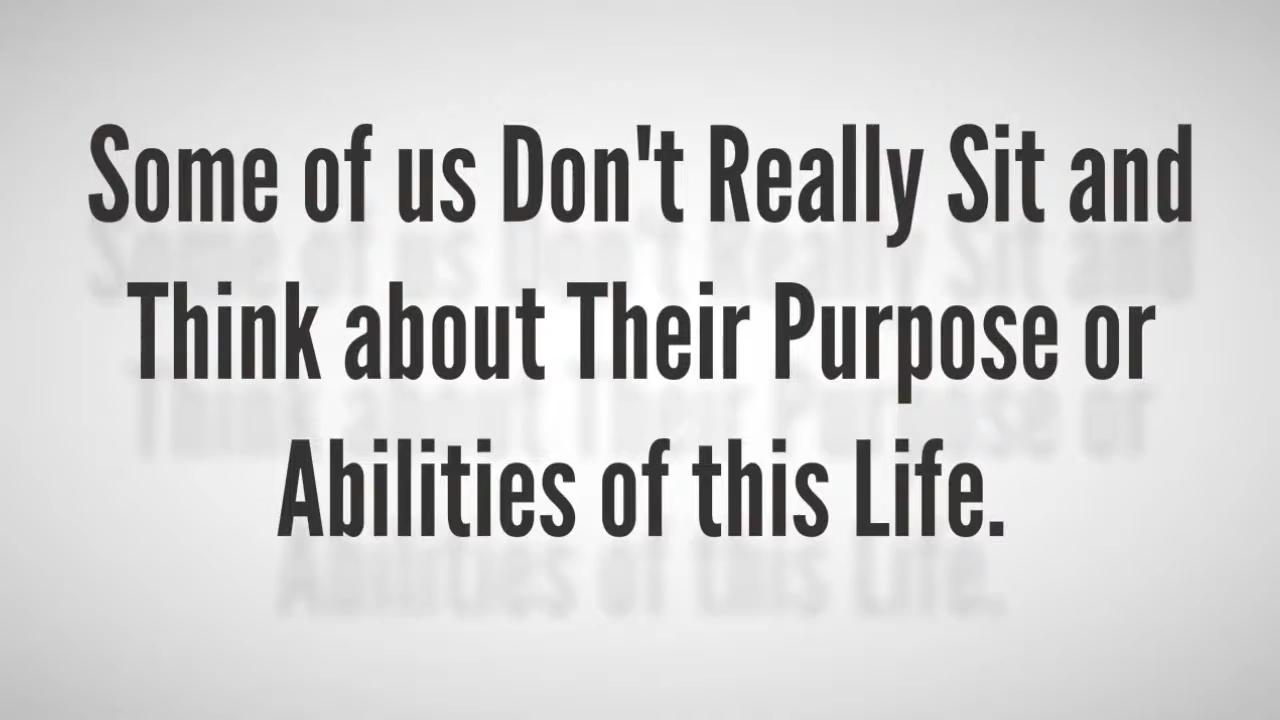 Some of us Don't Really Sit and
Think about Their Purpose or
Abilities of this Life.